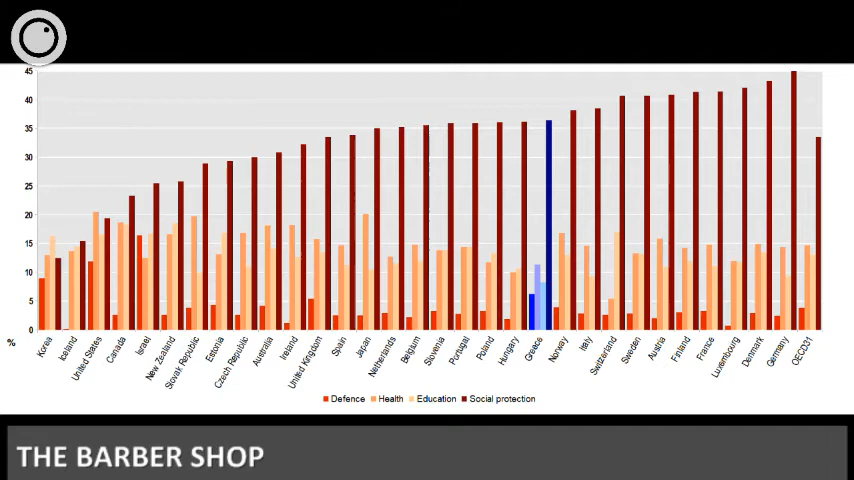 45
40
35
30
25
20
15
10
5
0
%
Korea
Iceland
United States
Canada
Israel
New Zealand
Slovak Republic
Estonia
Czech Republic
Australia
Ireland
United Kingdom
Spain
Japan
Netherlands
Belgium
Slovenia
Portugal
Poland
Hungary
Greece
Norway
Italy
Switzerland
Sweden
Austria
Finland
France
Luxembourg
Denmark
Germany
OECD31
Defence Health Education Social protection
THE BARBER SHOP